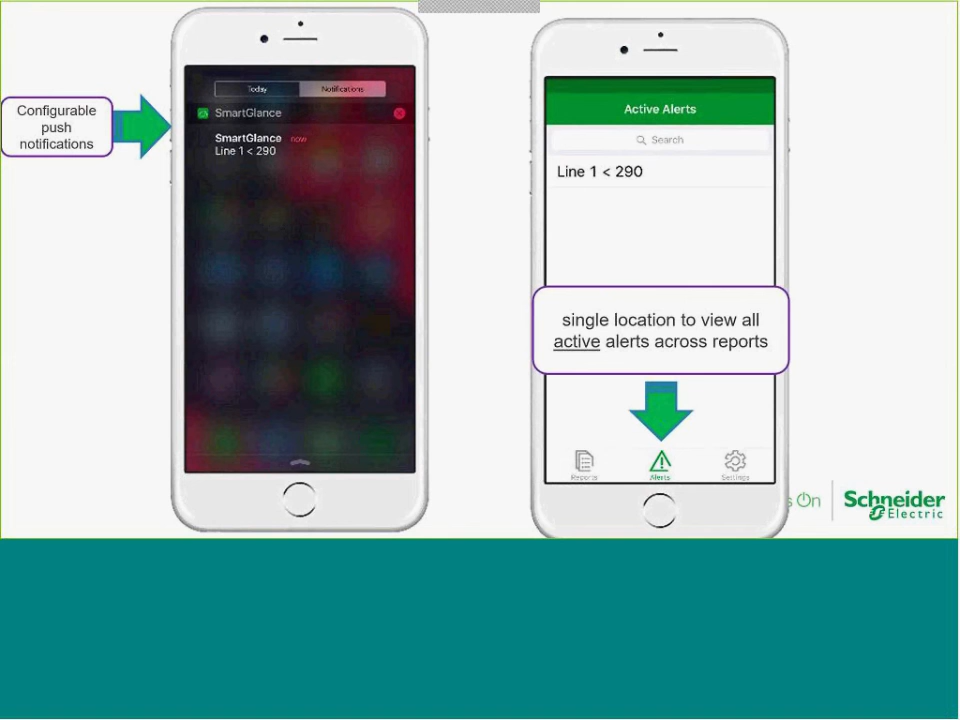 Configurable
push
notifications
Today
Notifications
SmartGlance
SmartGlance now
Line 1 < 290
Active Alerts
Search
Line 1 < 290
single location to view all
active alerts across reports
Reports
Alerts
Settings
s On
Schneider
Electric